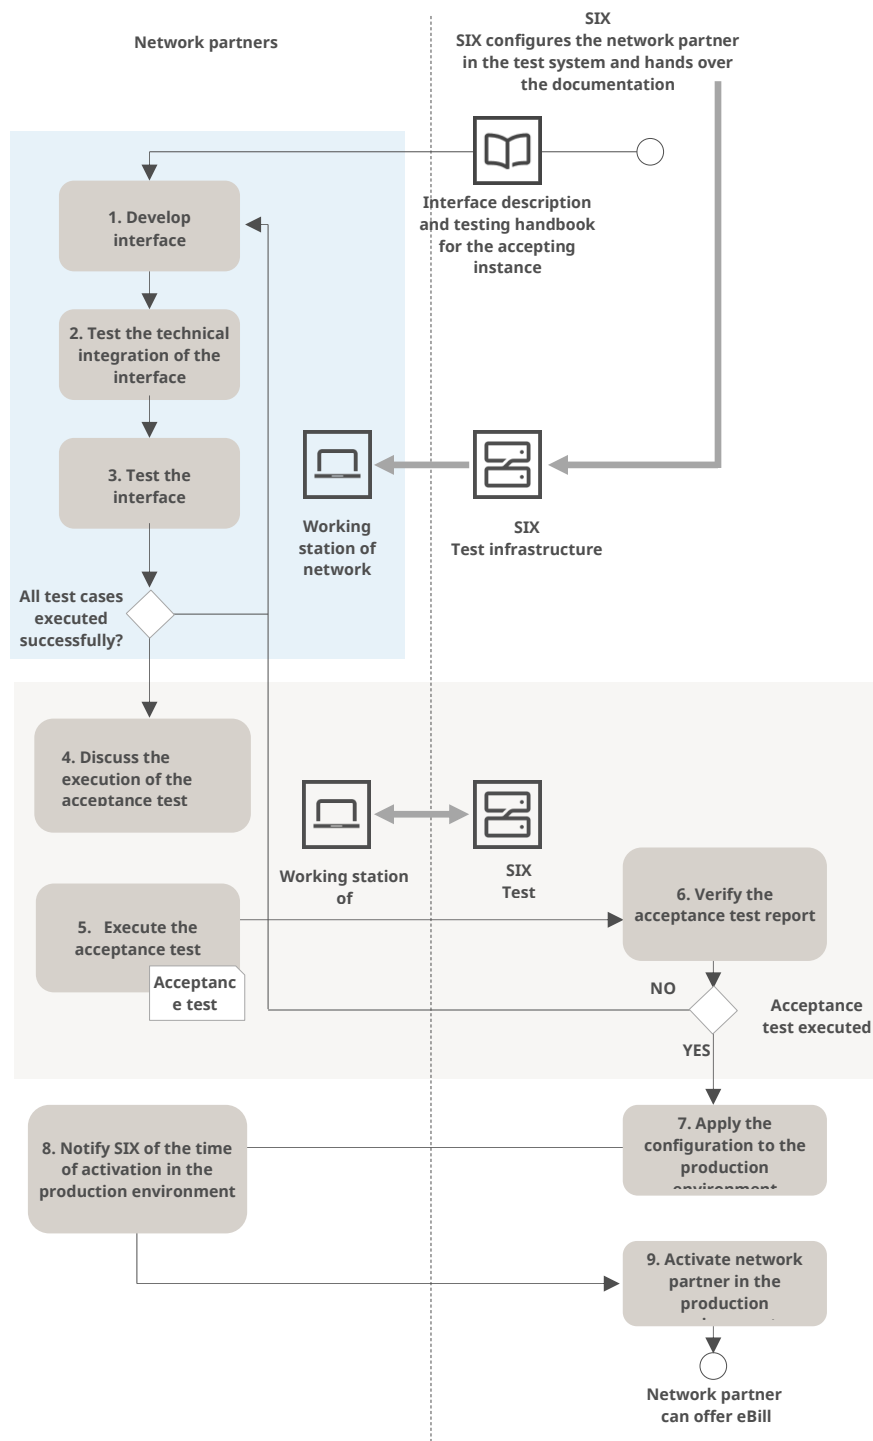 Network partners
SIX
SIX configures the network partner
in the test system and hands over
the documentation
Interface description
and testing handbook
for the accepting
instance
1. Develop
interface
2. Test the technical
integration of the
interface
3. Test the
interface
Working
station of
network
SIX
Test infrastructure
All test cases
executed
successfully?
4. Discuss the
execution of the
acceptance test
Working station
of
SIX
Test
5. Execute the
acceptance test
Acceptanc
e test
6. Verify the
acceptance test report
NO
Acceptance
test executed
YES
7. Apply the
configuration to the
production
environment
8. Notify SIX of the time
of activation in the
production environment
9. Activate network
partner in the
production
Network partner
can offer eBill